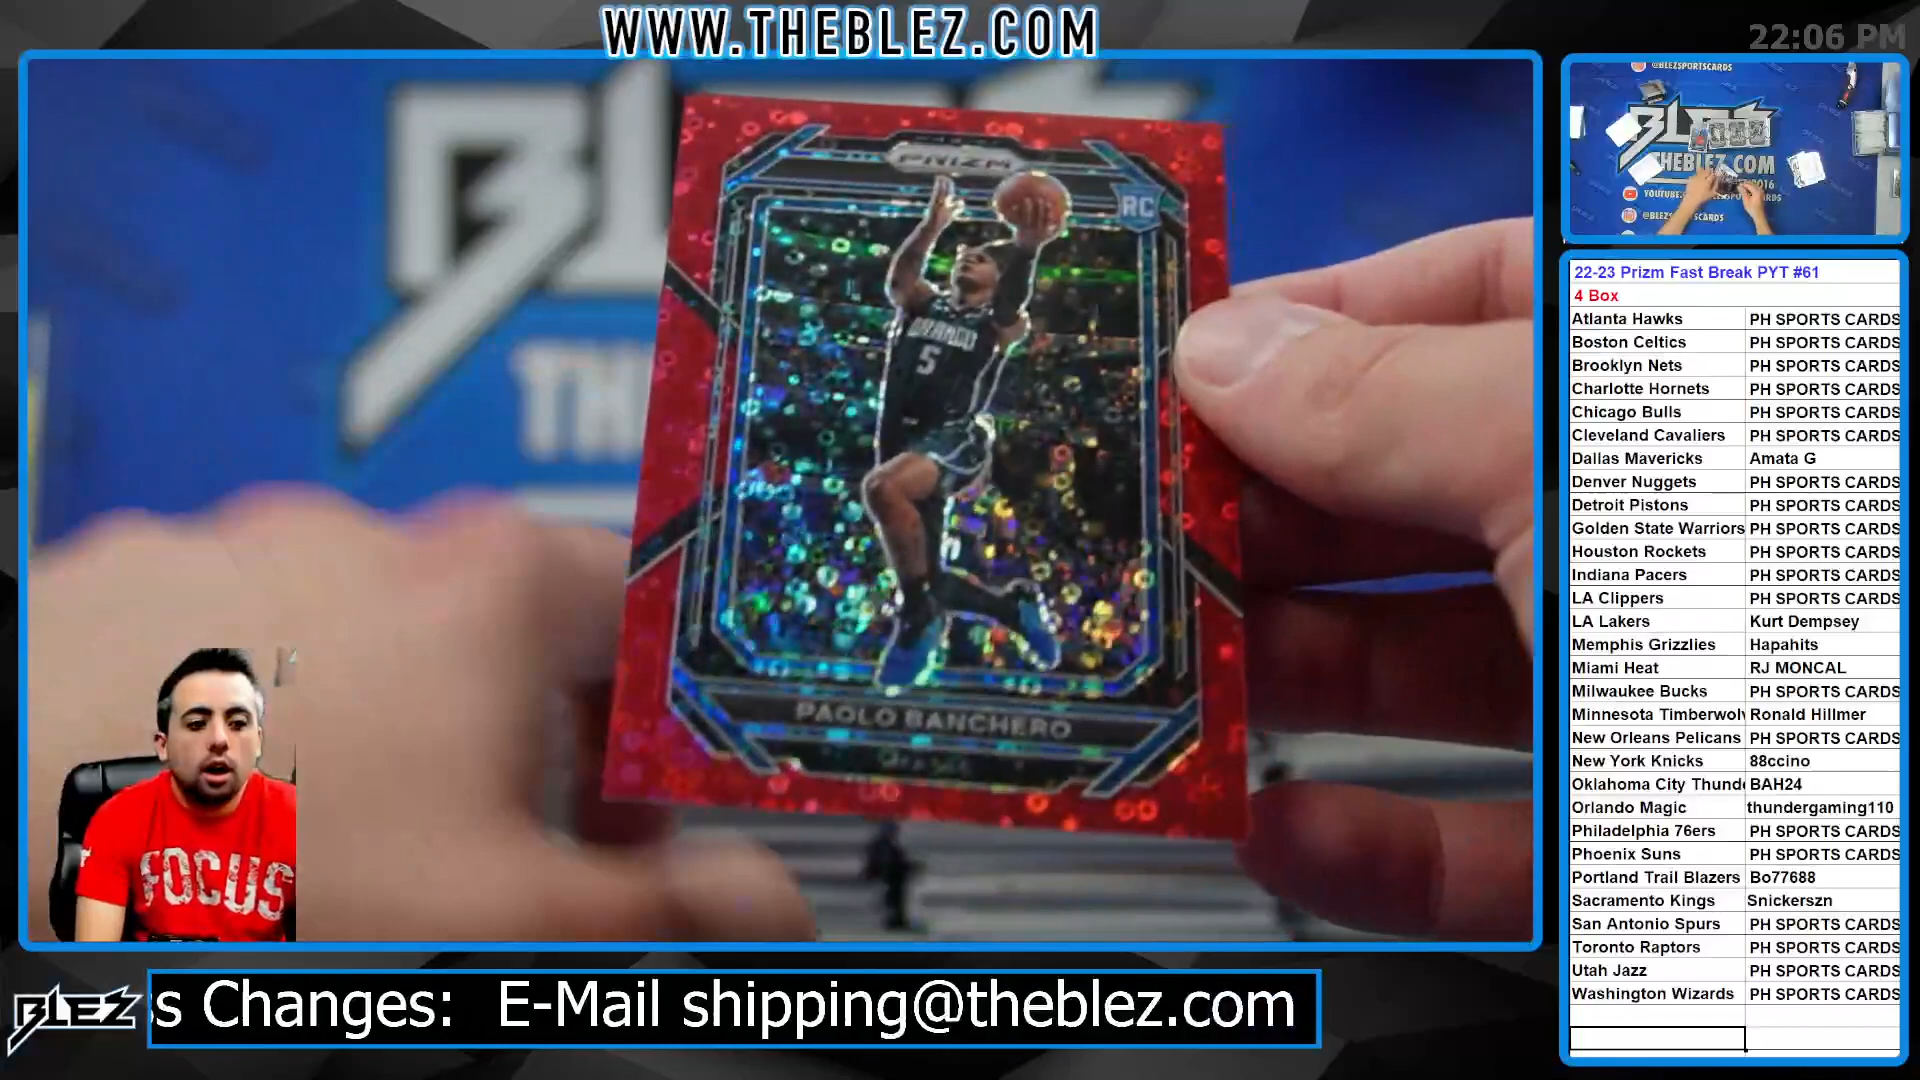 WWW.THEBLEZ.COM
22:06 PM
BLEZ
TH
PRIZM
RC
ORLANDO
5
PAOLO BANCHERO
FOCUS
@BLEZSPORTSCARDS
BLEZ
THEBLEZ.COM
22-23 Prizm Fast Break PYT #61
4 Box
Atlanta Hawks PH SPORTS CARDS
Boston Celtics PH SPORTS CARDS
Brooklyn Nets PH SPORTS CARDS
Charlotte Hornets PH SPORTS CARDS
Chicago Bulls PH SPORTS CARDS
Cleveland Cavaliers PH SPORTS CARDS
Dallas Mavericks Amata G
Denver Nuggets PH SPORTS CARDS
Detroit Pistons PH SPORTS CARDS
Golden State Warriors PH SPORTS CARDS
Houston Rockets PH SPORTS CARDS
Indiana Pacers PH SPORTS CARDS
LA Clippers PH SPORTS CARDS
LA Lakers Kurt Dempsey
Memphis Grizzlies Hapahits
Miami Heat RJ MONCAL
Milwaukee Bucks PH SPORTS CARDS
Minnesota Timberwolv Ronald Hillmer
New Orleans Pelicans PH SPORTS CARDS
New York Knicks 88ccino
Oklahoma City Thund BAH24
Orlando Magic thundergaming110
Philadelphia 76ers PH SPORTS CARDS
Phoenix Suns PH SPORTS CARDS
Portland Trail Blazers Bo77688
Sacramento Kings Snickerszn
San Antonio Spurs PH SPORTS CARDS
Toronto Raptors PH SPORTS CARDS
Utah Jazz PH SPORTS CARDS
Washington Wizards PH SPORTS CARDS
BLEZ
s Changes: E-Mail shipping@theblez.com